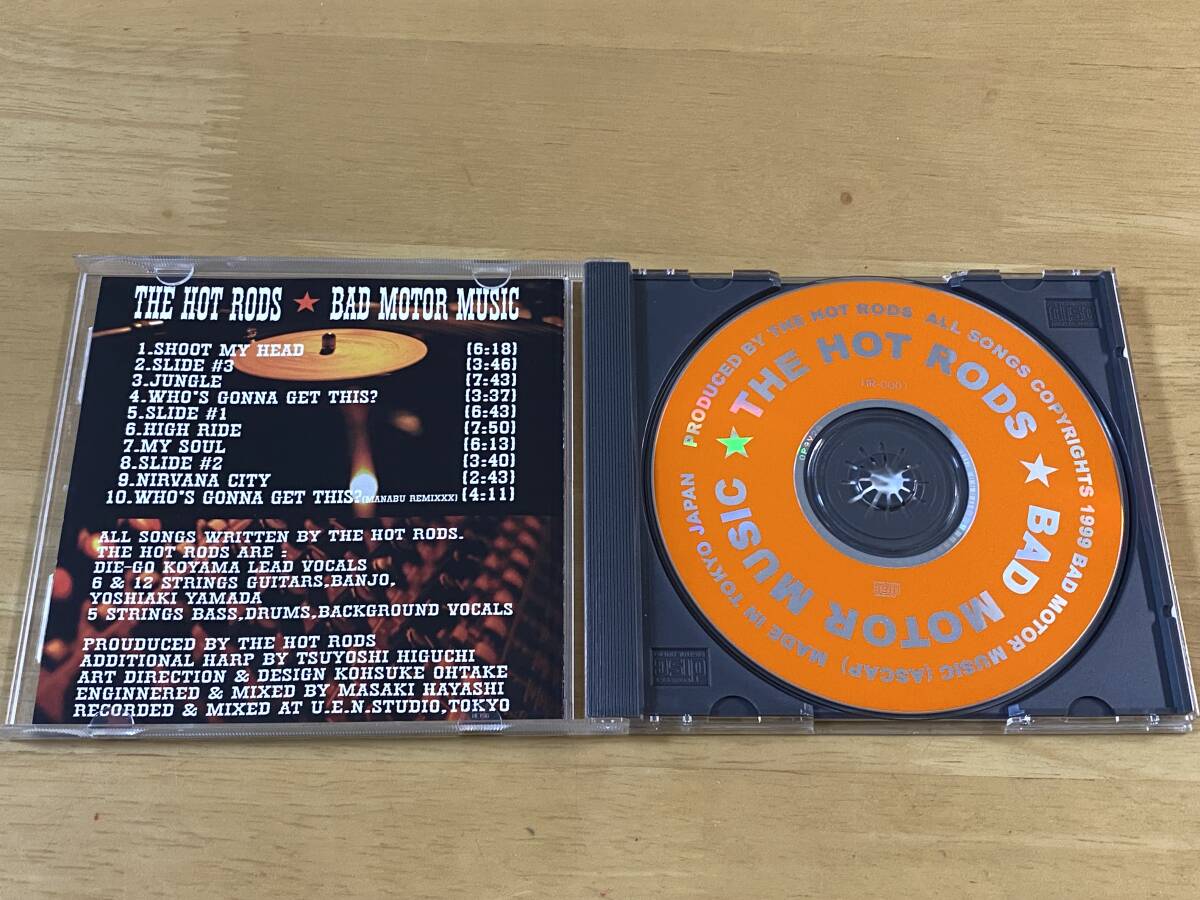 THE HOT RODS ★ BAD MOTOR MUSIC
1.SHOOT MY HEAD (6:18)
2.SLIDE #3 (3:46)
3.JUNGLE (7:43)
4.WHO'S GONNA GET THIS? (3:37)
5.SLIDE #1 (6:43)
6.HIGH RIDE (7:50)
7.MY SOUL (6:13)
8.SLIDE #2 (3:40)
9.NIRVANA CITY (2:43)
10.WHO'S GONNA GET THIS?(MANABU REMIXXX) (4:11)
ALL SONGS WRITTEN BY THE HOT RODS.
THE HOT RODS ARE :
DIE-GO KOYAMA LEAD VOCALS
6 & 12 STRINGS GUITARS,BANJO,
YOSHIAKI YAMADA
5 STRINGS BASS,DRUMS,BACKGROUND VOCALS
PROUDUCED BY THE HOT RODS
ADDITIONAL HARP BY TSUYOSHI HIGUCHI
ART DIRECTION & DESIGN KOHSUKE OHTAKE
ENGINNERED & MIXED BY MASAKI HAYASHI
RECORDED & MIXED AT U.E.N.STUDIO,TOKYO
PRODUCED BY THE HOT RODS ALL SONGS COPYRIGHTS 1999 BAD MOTOR MUSIC (ASCAP) MADE IN TOKYO JAPAN
★ THE HOT RODS ★ BAD MOTOR MUSIC
HR-0001